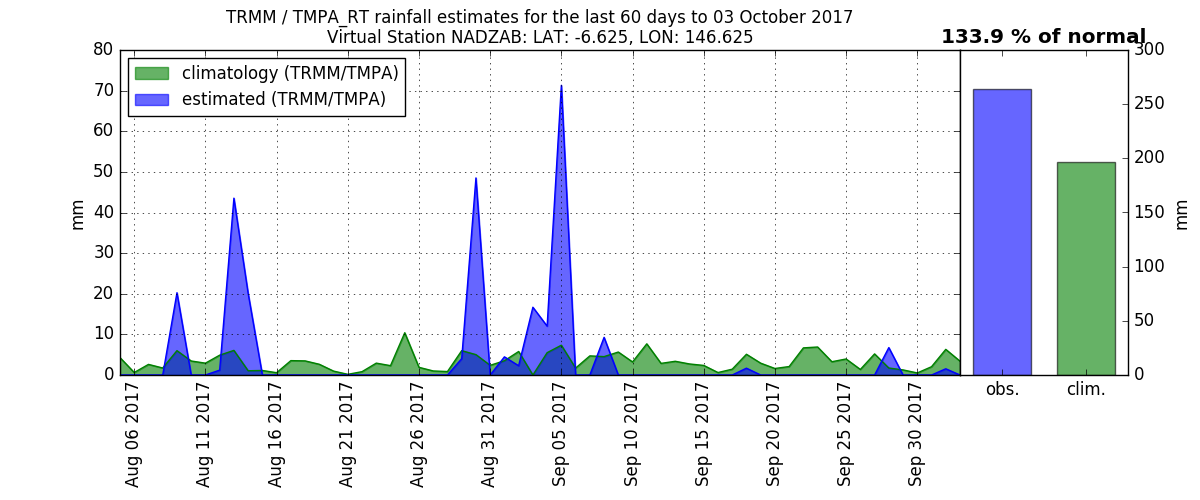 TRMM / TMPA_RT rainfall estimates for the last 60 days to 03 October 2017
Virtual Station NADZAB: LAT: -6.625, LON: 146.625
133.9 % of normal
climatology (TRMM/TMPA)
estimated (TRMM/TMPA)
mm
80
70
60
50
40
30
20
10
0
Aug 06 2017
Aug 11 2017
Aug 16 2017
Aug 21 2017
Aug 26 2017
Aug 31 2017
Sep 05 2017
Sep 10 2017
Sep 15 2017
Sep 20 2017
Sep 25 2017
Sep 30 2017
obs.
clim.
300
250
200
150
100
50
0
mm